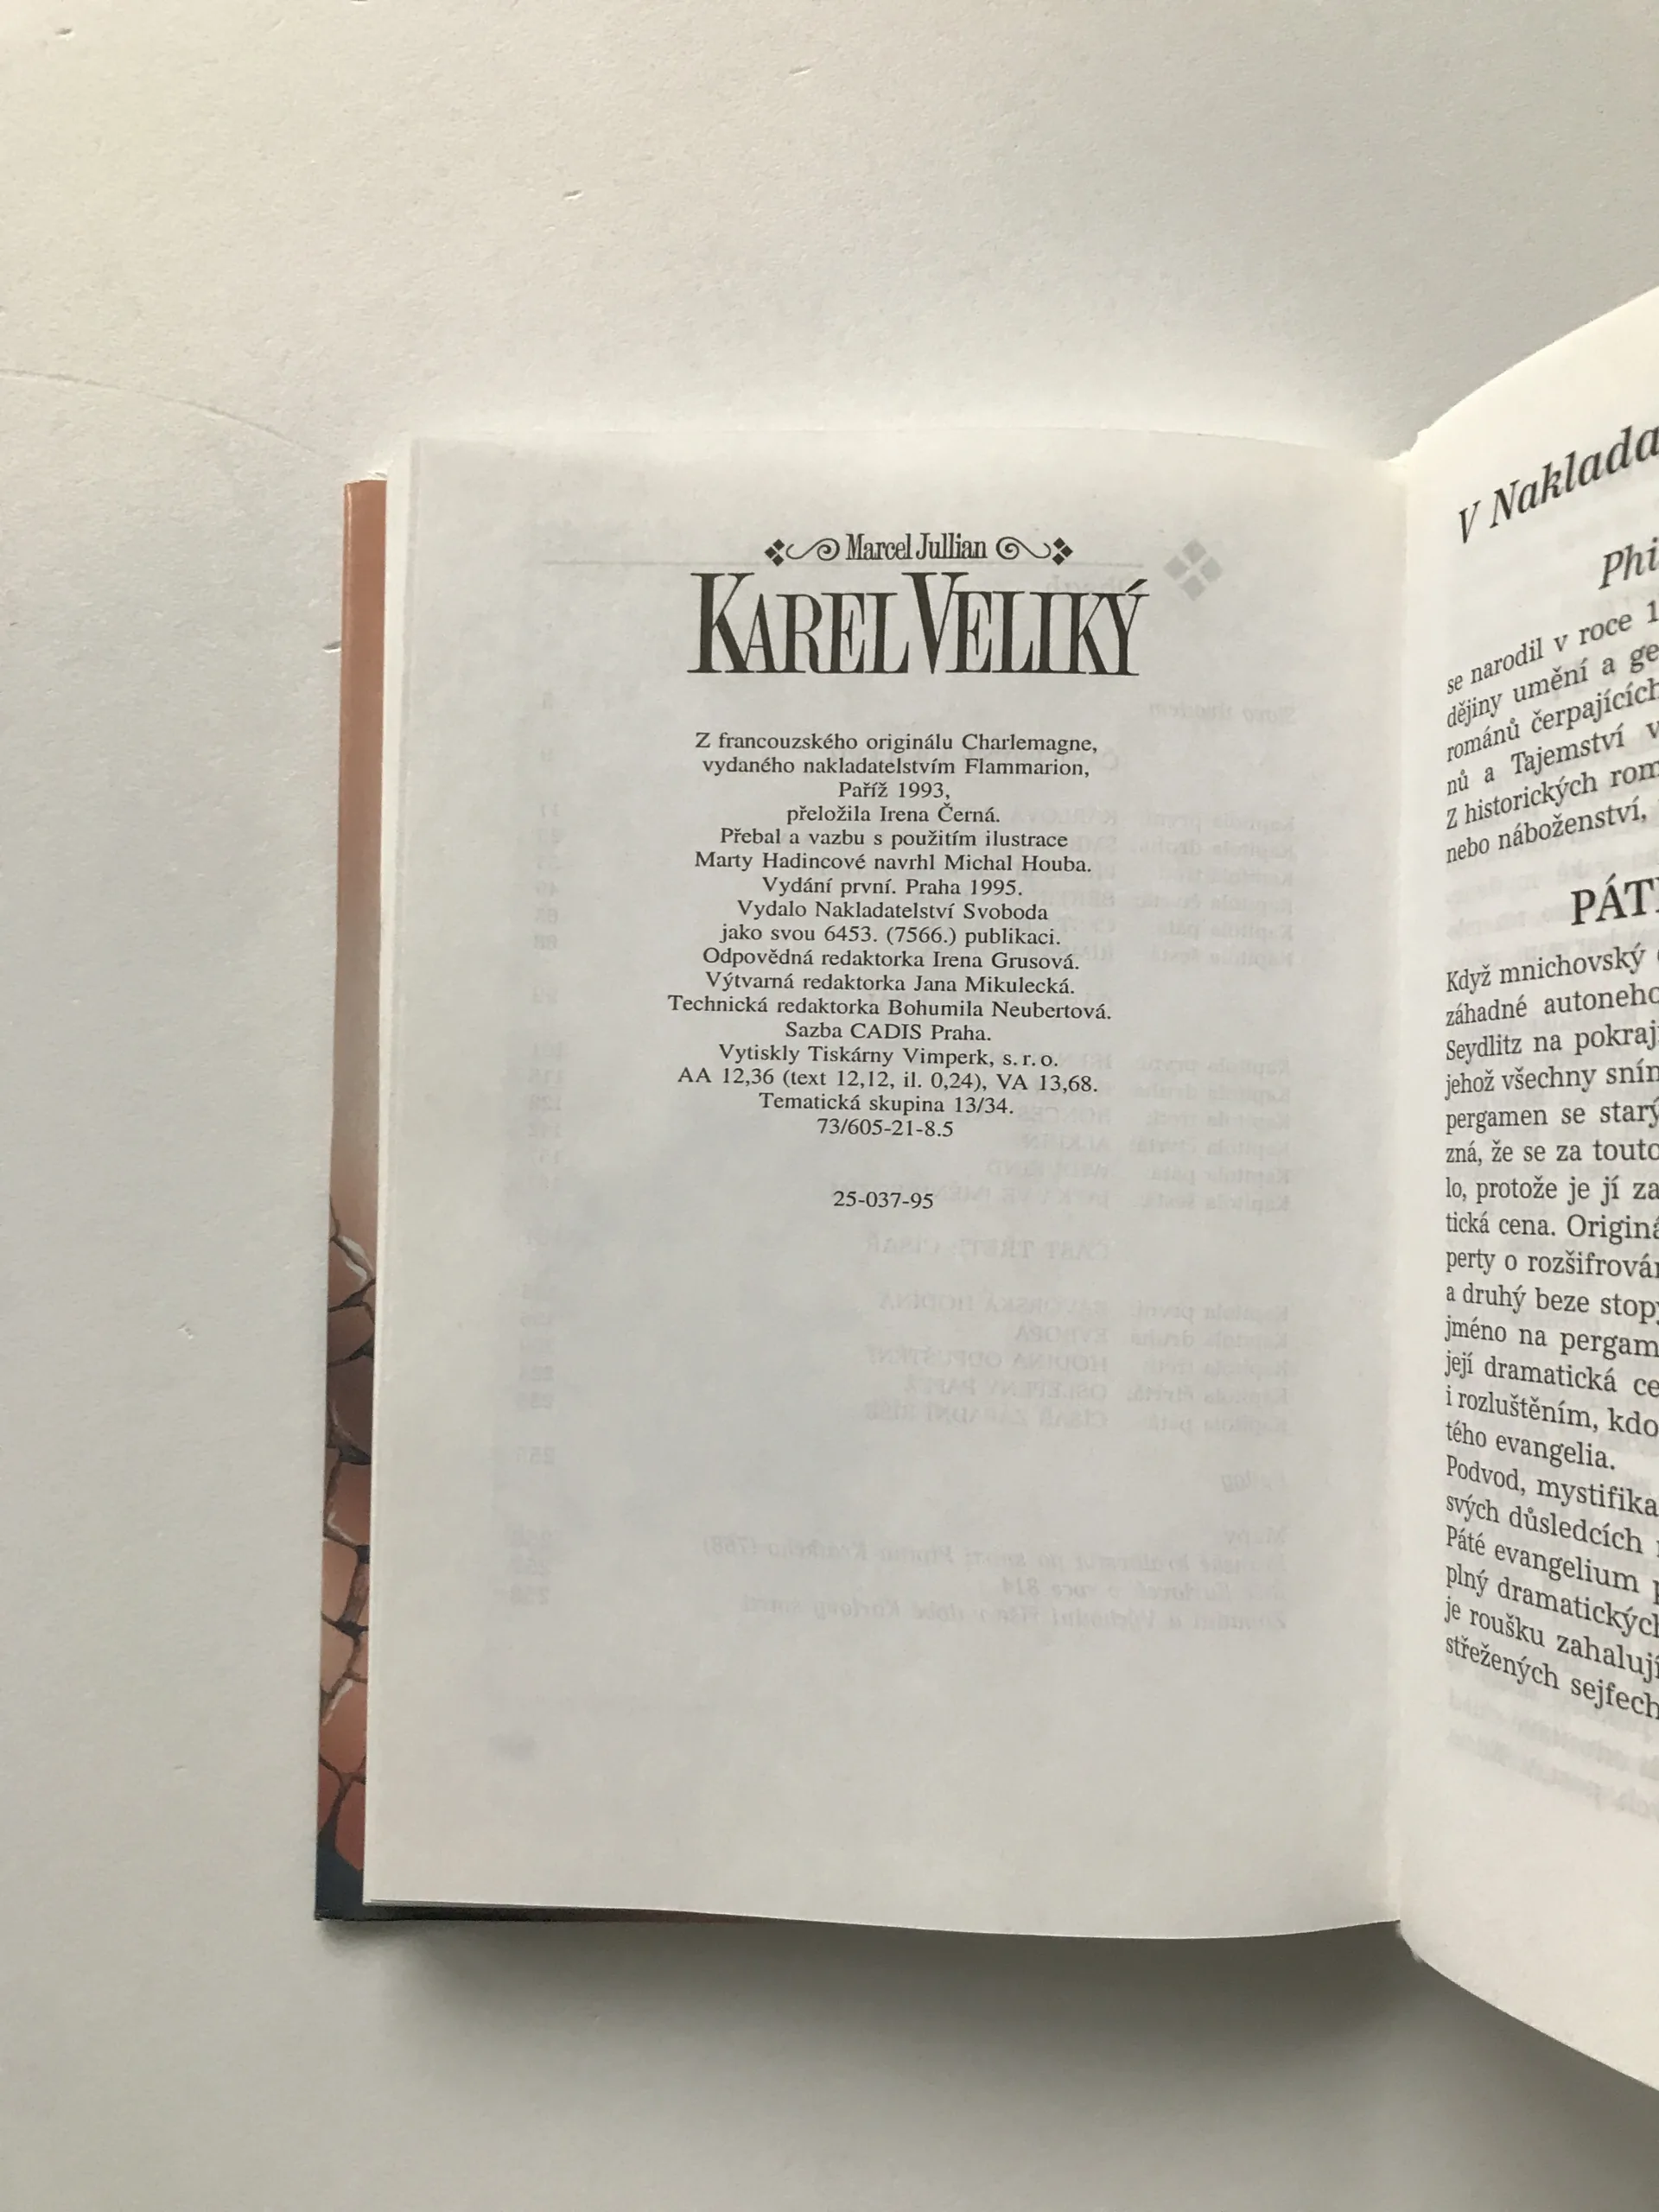 Marcel Jullian
KAREL VELIKÝ
Z francouzského originálu Charlemagne,
vydaného nakladatelstvím Flammarion,
Paříž 1993,
přeložila Irena Černá.
Přebal a vazbu s použitím ilustrace
Marty Hadincové navrhl Michal Houba.
Vydání první. Praha 1995.
Vydalo Nakladatelství Svoboda
jako svou 6453. (7566.) publikaci.
Odpovědná redaktorka Irena Grusová.
Výtvarná redaktorka Jana Mikulecká.
Technická redaktorka Bohumila Neubertová.
Sazba CADIS Praha.
Vytiskly Tiskárny Vimperk, s. r. o.
AA 12,36 (text 12,12, il. 0,24), VA 13,68.
Tematická skupina 13/34.
73/605-21-8.5
25-037-95
V Naklada
Phi
se narodil v roce 1
dějiny umění a ge
románů čerpajících
nů a Tajemství v
Z historických rom
nebo náboženství,
PÁT
Když mnichovský
záhadné autoneho
Seydlitz na pokraj
jehož všechny sním
pergamen se starý
zná, že se za touto
lo, protože je jí za
tická cena. Originá
perty o rozšifrován
a druhý beze stopy
jméno na pergam
její dramatická ce
i rozluštěním, kdo
tého evangelia.
Podvod, mystifika
svých důsledcích
Páté evangelium p
plný dramatických
je roušku zahalují
střežených sejfech